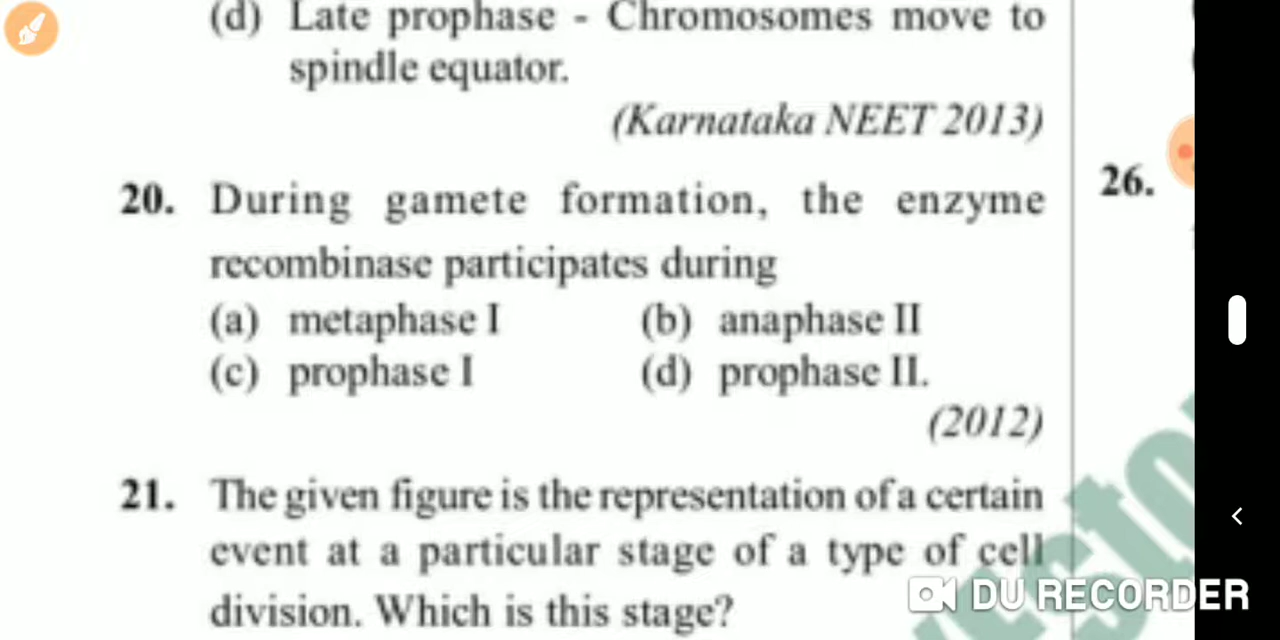 (d) Late prophase - Chromosomes move to
spindle equator.
(Karnataka NEET 2013)
20. During gamete formation, the enzyme
recombinase participates during
(a) metaphase I (b) anaphase II
(c) prophase I (d) prophase II.
(2012)
21. The given figure is the representation of a certain
event at a particular stage of a type of cell
division. Which is this stage?
26.
DU RECORDER